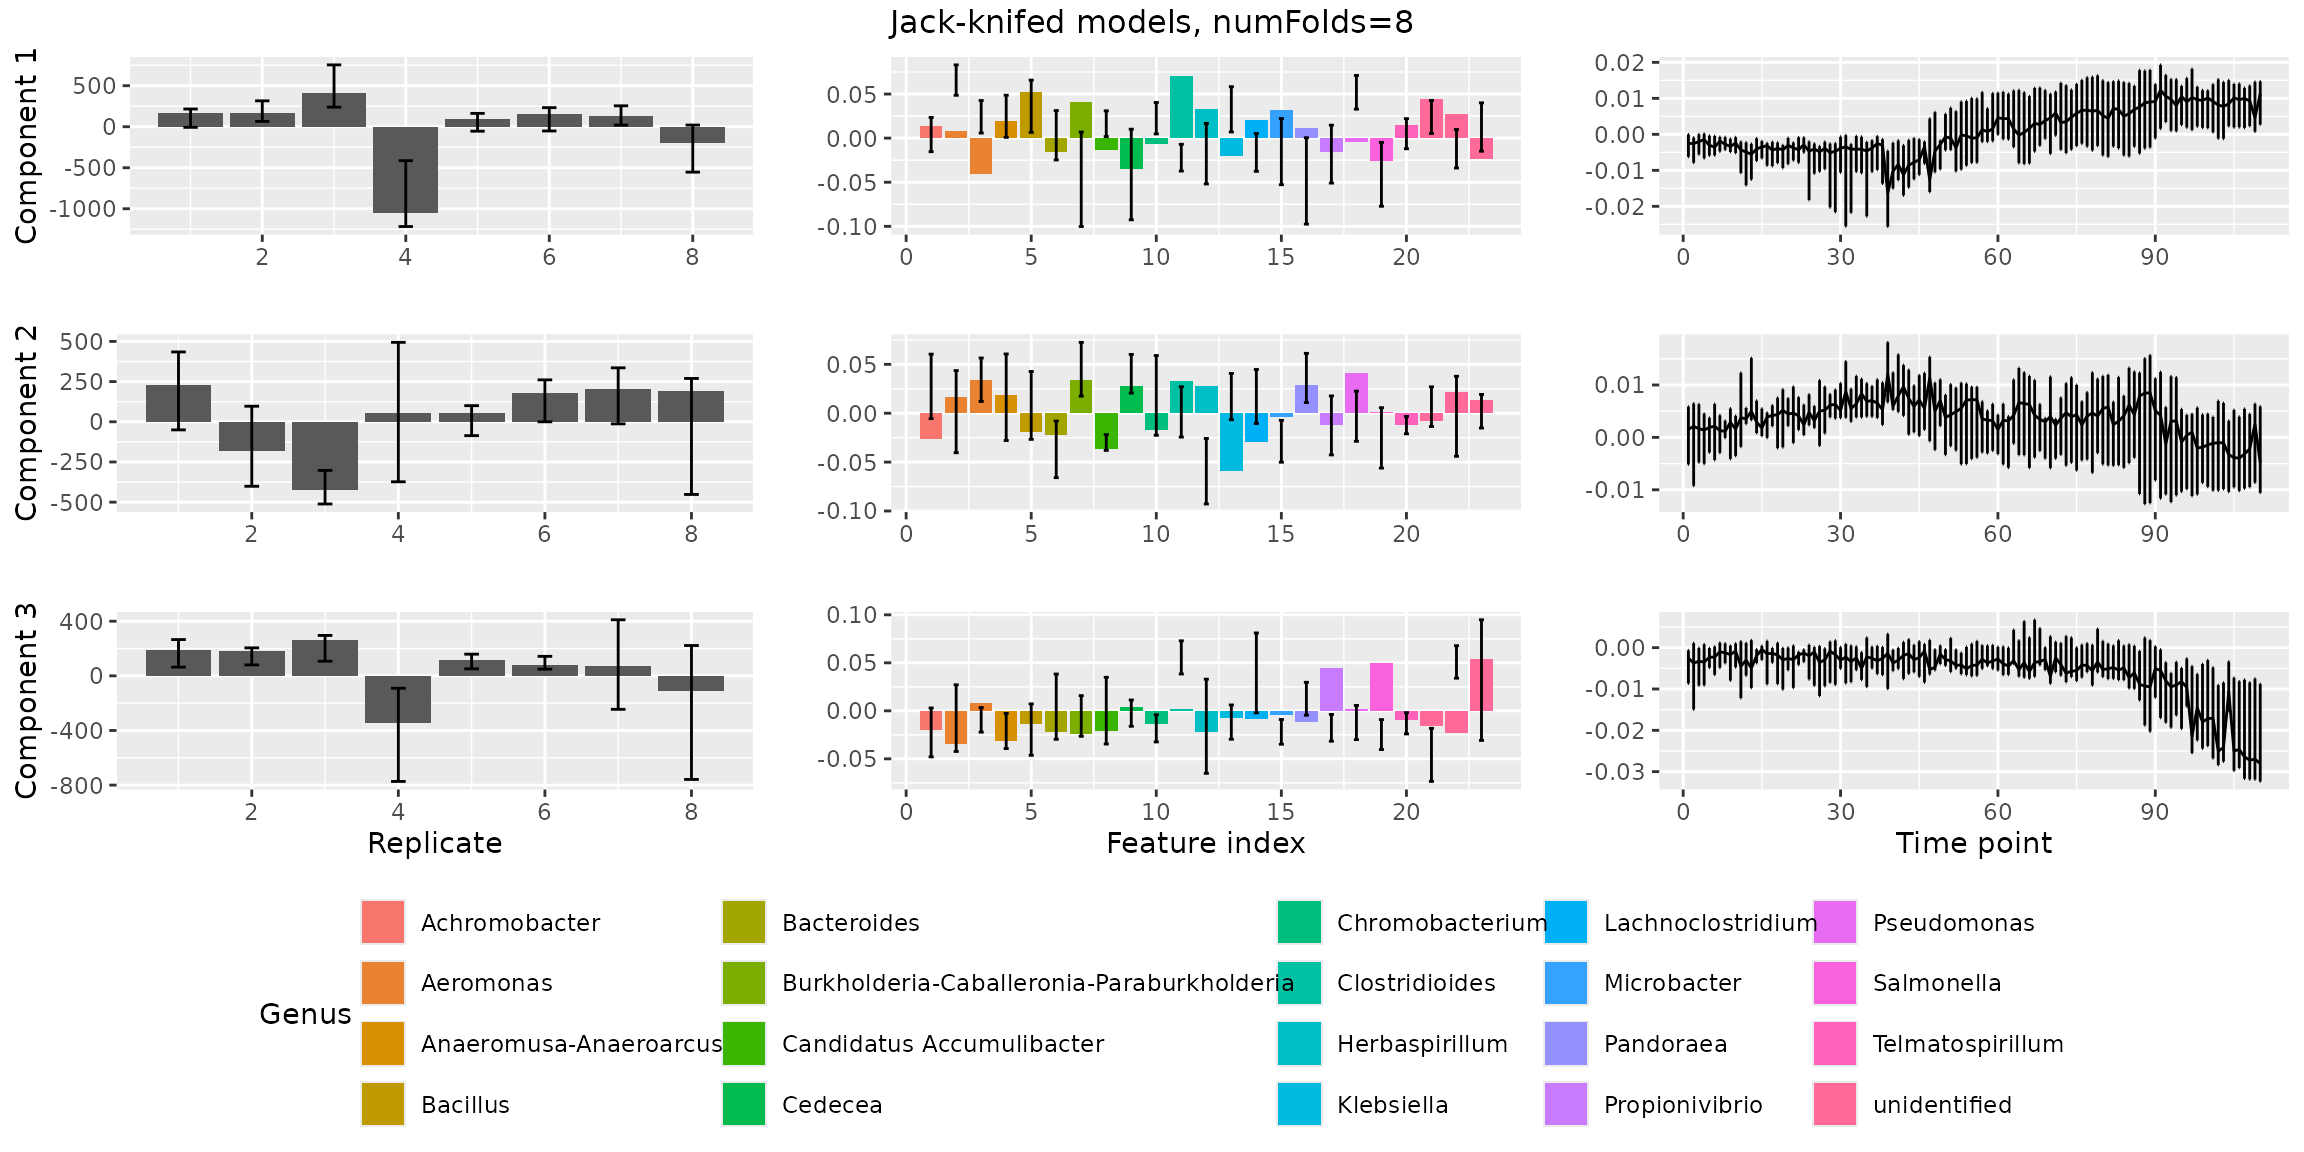 Jack-knifed models, numFolds=8
Component 1
500
0
-500
-1000
2 4 6 8
0.05
0.00
-0.05
-0.10
0 5 10 15 20
0.02
0.01
0.00
-0.01
-0.02
0 30 60 90
Component 2
500
250
0
-250
-500
2 4 6 8
0.05
0.00
-0.05
-0.10
0 5 10 15 20
0.01
0.00
-0.01
0 30 60 90
Component 3
400
0
-400
-800
2 4 6 8
Replicate
0.10
0.05
0.00
-0.05
0 5 10 15 20
Feature index
0.00
-0.01
-0.02
-0.03
0 30 60 90
Time point
Genus
Achromobacter
Aeromonas
Anaeromusa-Anaeroarcus
Bacillus
Bacteroides
Burkholderia-Caballeronia-Paraburkholderia
Candidatus Accumulibacter
Cedecea
Chromobacterium
Clostridioides
Herbaspirillum
Klebsiella
Lachnoclostridium
Microbacter
Pandoraea
Propionivibrio
Pseudomonas
Salmonella
Telmatospirillum
unidentified